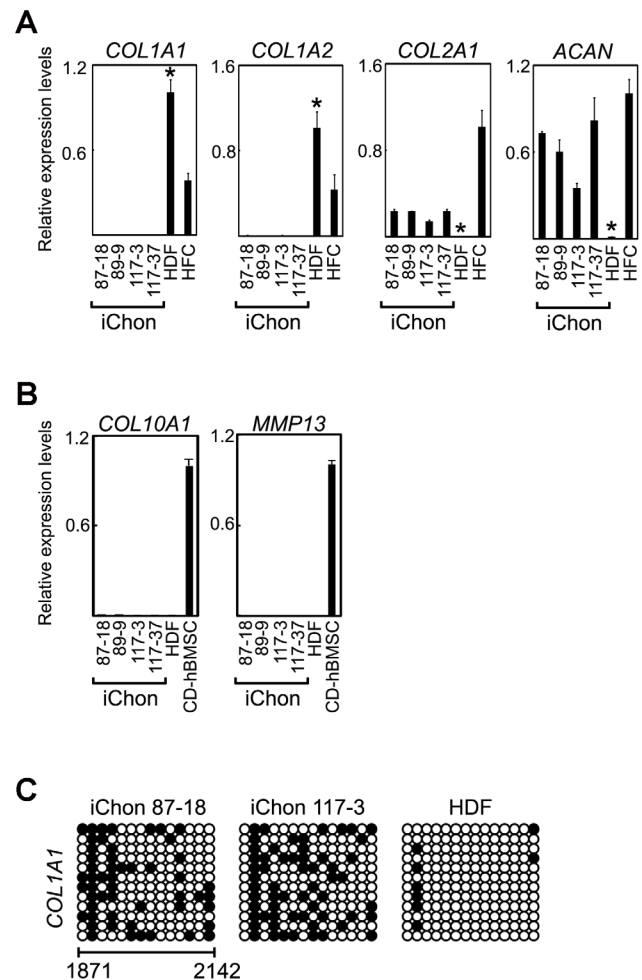 A
COL1A1 COL1A2 COL2A1 ACAN
Relative expression levels
1.2 1.6 1.6 1.2
0.6 0.8 0.8 0.6
* * * *
87-18 89-9 117-3 117-37 HDF HFC 87-18 89-9 117-3 117-37 HDF HFC 87-18 89-9 117-3 117-37 HDF HFC 87-18 89-9 117-3 117-37 HDF HFC
iChon iChon iChon iChon
B
COL10A1 MMP13
Relative expression levels
1.2 1.2
0.6 0.6
87-18 89-9 117-3 117-37 HDF CD-hBMSC 87-18 89-9 117-3 117-37 HDF CD-hBMSC
iChon iChon
C
iChon 87-18 iChon 117-3 HDF
COL1A1
1871 2142